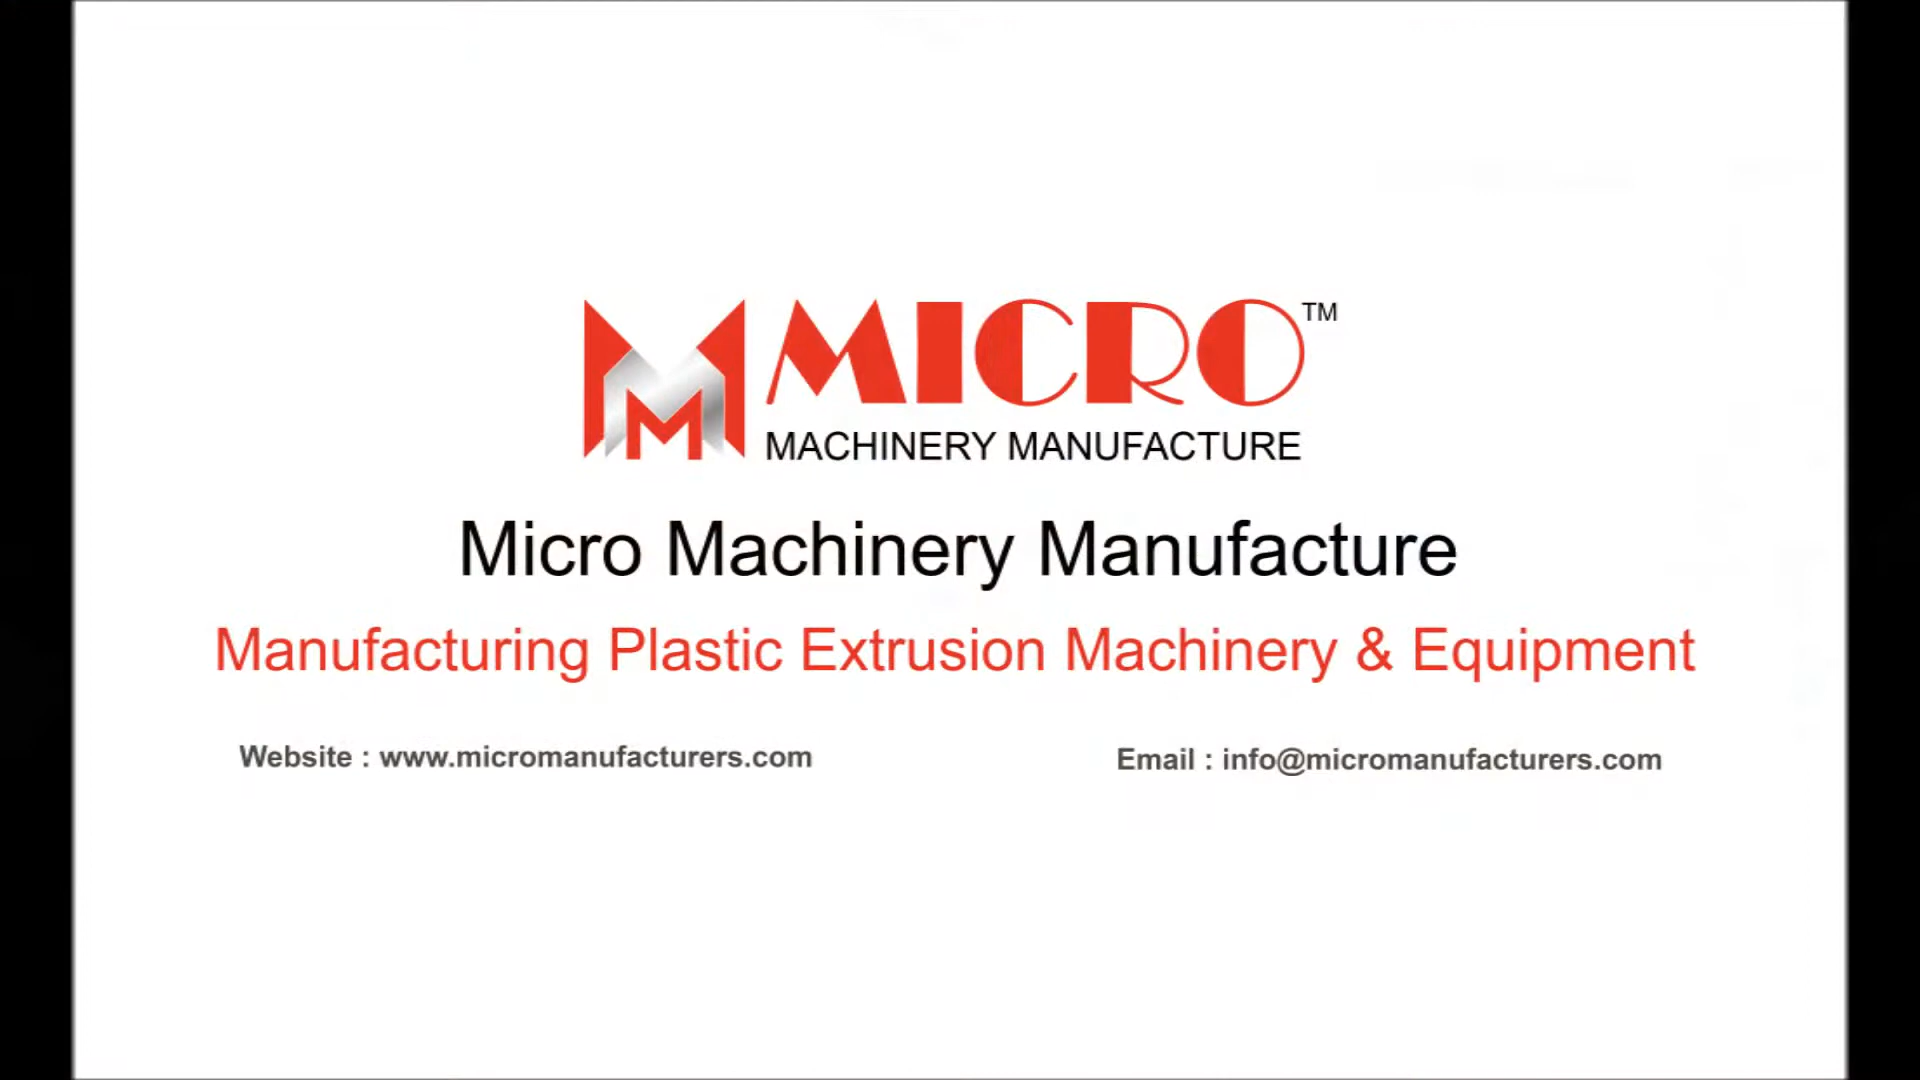 MICRO™
MACHINERY MANUFACTURE
Micro Machinery Manufacture
Manufacturing Plastic Extrusion Machinery & Equipment
Website : www.micromanufacturers.com
Email : info@micromanufacturers.com